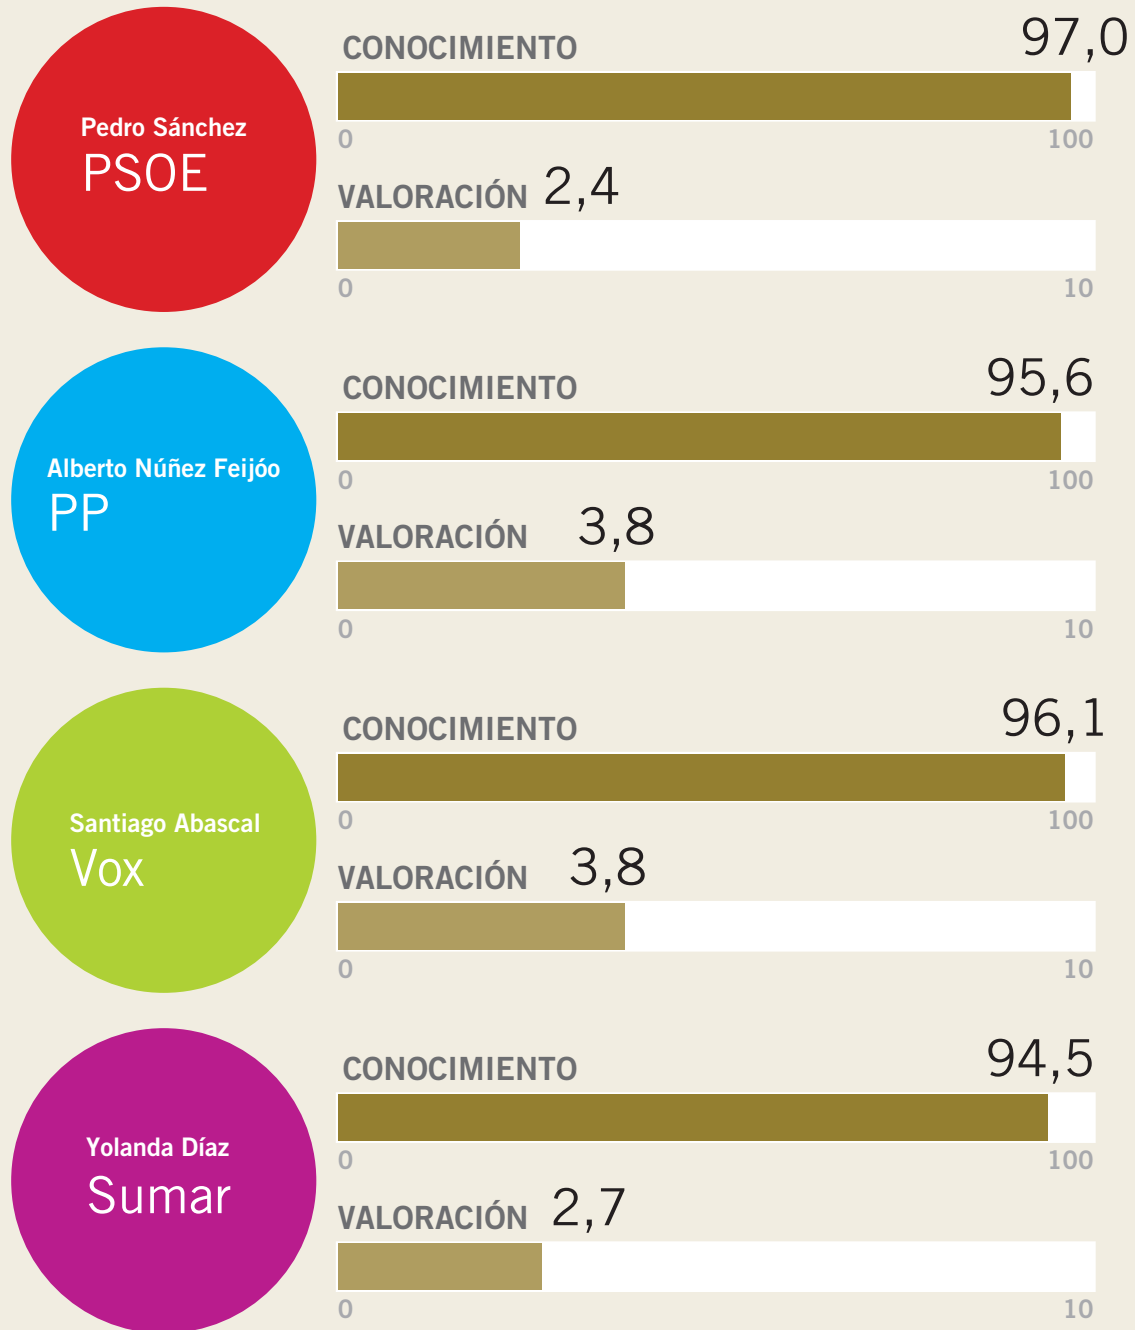 Pedro Sánchez
PSOE
CONOCIMIENTO 97,0
0 100
VALORACIÓN 2,4
0 10
Alberto Núñez Feijóo
PP
CONOCIMIENTO 95,6
0 100
VALORACIÓN 3,8
0 10
Santiago Abascal
Vox
CONOCIMIENTO 96,1
0 100
VALORACIÓN 3,8
0 10
Yolanda Díaz
Sumar
CONOCIMIENTO 94,5
0 100
VALORACIÓN 2,7
0 10